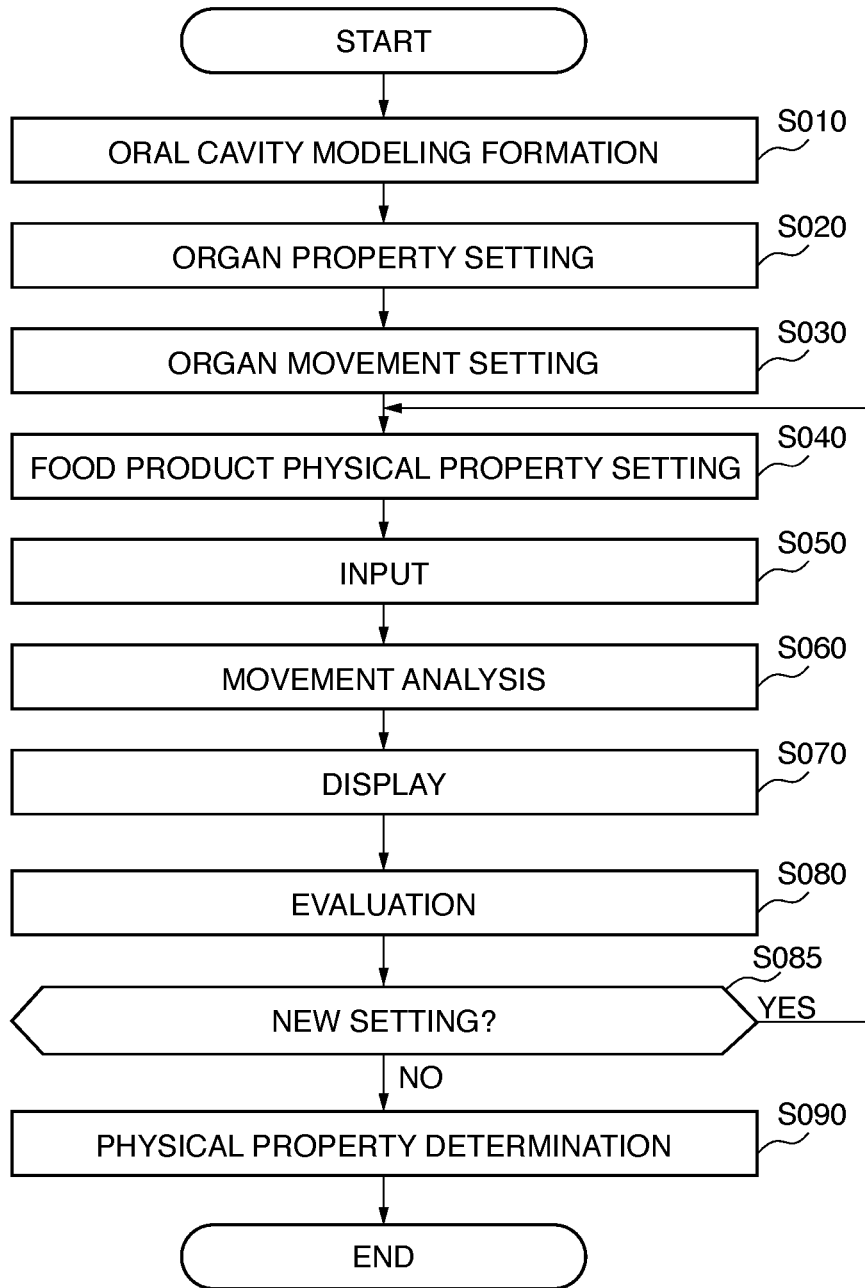 START
S010
ORAL CAVITY MODELING FORMATION
S020
ORGAN PROPERTY SETTING
S030
ORGAN MOVEMENT SETTING
S040
FOOD PRODUCT PHYSICAL PROPERTY SETTING
S050
INPUT
S060
MOVEMENT ANALYSIS
S070
DISPLAY
S080
EVALUATION
S085
NEW SETTING?
YES
NO
S090
PHYSICAL PROPERTY DETERMINATION
END